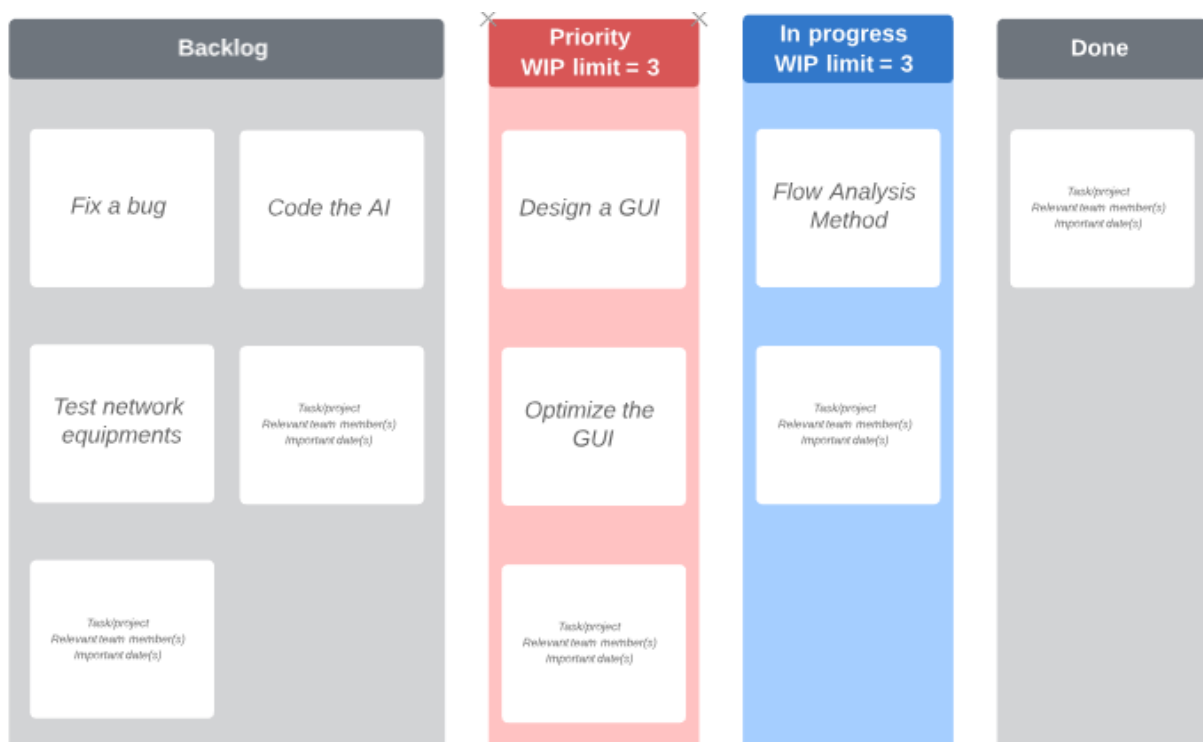 Backlog
Fix a bug
Code the AI
Test network
equipments
Task/project
Relevant team member(s)
Important date(s)
Task/project
Relevant team member(s)
Important date(s)
Priority
WIP limit = 3
Design a GUI
Optimize the
GUI
Task/project
Relevant team member(s)
Important date(s)
In progress
WIP limit = 3
Flow Analysis
Method
Task/project
Relevant team member(s)
Important date(s)
Done
Task/project
Relevant team member(s)
Important date(s)